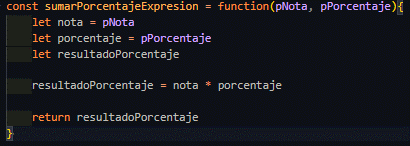 const sumarPorcentajeExpresion = function(pNota, pPorcentaje){
    let nota = pNota
    let porcentaje = pPorcentaje
    let resultadoPorcentaje

    resultadoPorcentaje = nota * porcentaje

    return resultadoPorcentaje
}